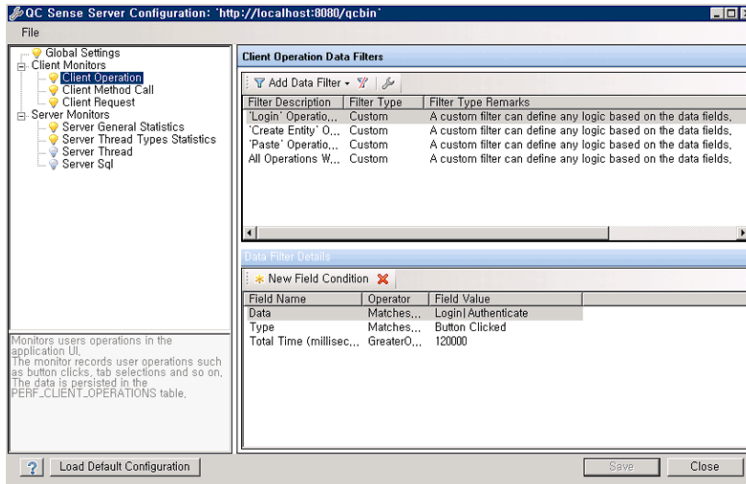 QC Sense Server Configuration: 'http://localhost:8080/qcbin'
File
Global Settings
Client Monitors
Client Operation
Client Method Call
Client Request
Server Monitors
Server General Statistics
Server Thread Types Statistics
Server Thread
Server Sql
Monitors users operations in the
application UI.
The monitor records user operations such
as button clicks, tab selections and so on.
The data is persisted in the
PERF_CLIENT_OPERATIONS table.
Client Operation Data Filters
Add Data Filter
Filter Description Filter Type Filter Type Remarks
'Login' Operatio... Custom A custom filter can define any logic based on the data fields.
'Create Entity' O... Custom A custom filter can define any logic based on the data fields.
'Paste' Operatio... Custom A custom filter can define any logic based on the data fields.
All Operations W... Custom A custom filter can define any logic based on the data fields.
Data Filter Details
New Field Condition
Field Name Operator Field Value
Data Matches... Login|Authenticate
Type Matches... Button Clicked
Total Time (millisec... GreaterO... 120000
? Load Default Configuration Save Close